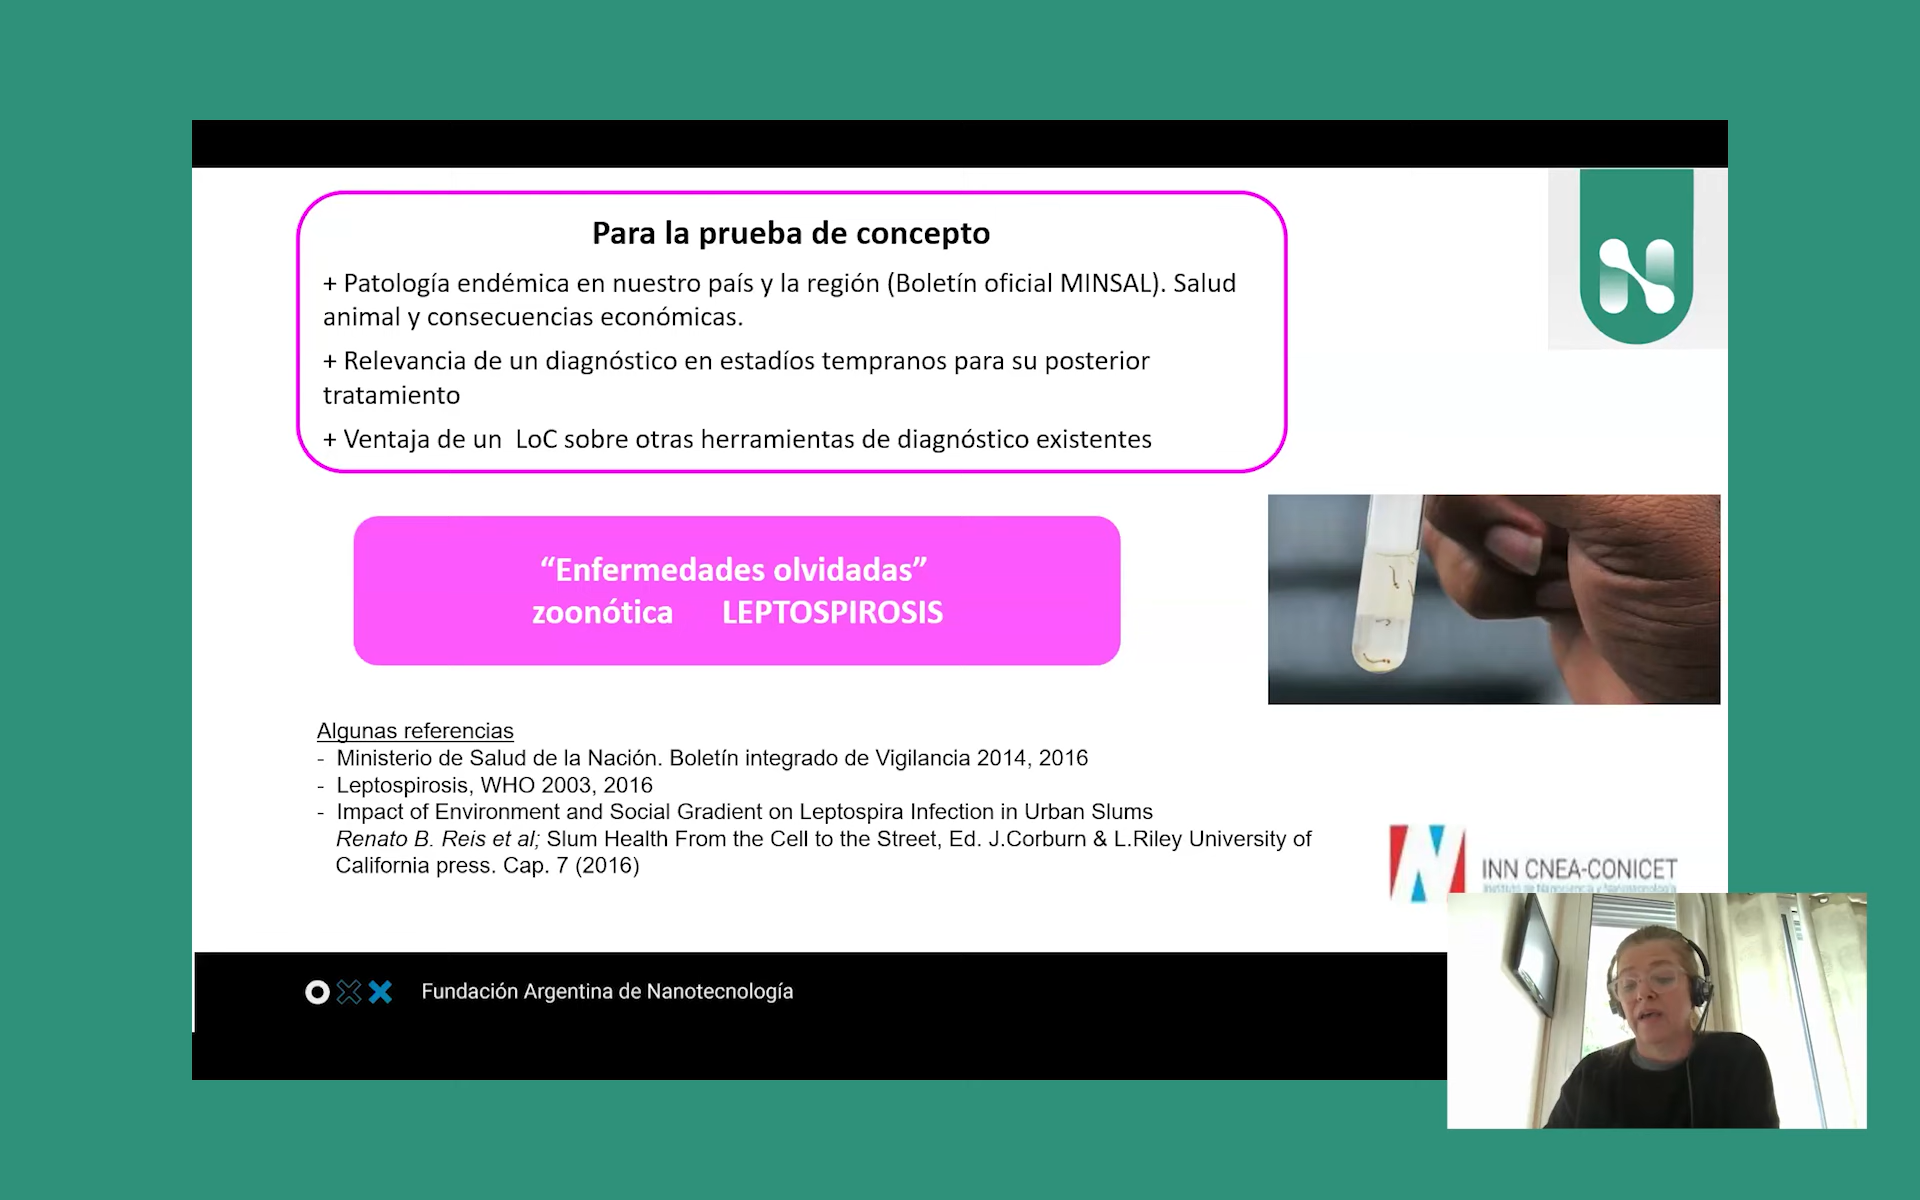 Para la prueba de concepto
+ Patología endémica en nuestro país y la región (Boletín oficial MINSAL). Salud
animal y consecuencias económicas.
+ Relevancia de un diagnóstico en estadíos tempranos para su posterior
tratamiento
+ Ventaja de un LoC sobre otras herramientas de diagnóstico existentes
“Enfermedades olvidadas”
zoonótica LEPTOSPIROSIS
Algunas referencias
- Ministerio de Salud de la Nación. Boletín integrado de Vigilancia 2014, 2016
- Leptospirosis, WHO 2003, 2016
- Impact of Environment and Social Gradient on Leptospira Infection in Urban Slums
Renato B. Reis et al; Slum Health From the Cell to the Street, Ed. J.Corburn & L.Riley University of
California press. Cap. 7 (2016)
INN CNEA-CONICET
Instituto de Nanociencia y Nanotecnología
Fundación Argentina de Nanotecnología